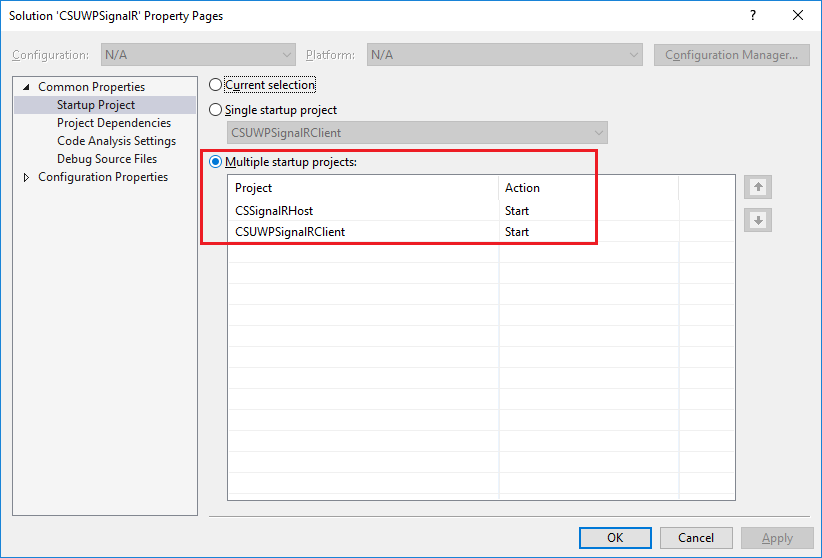 Solution 'CSUWPSignalR' Property Pages
?
Configuration: N/A Platform: N/A Configuration Manager...
Common Properties
Startup Project
Project Dependencies
Code Analysis Settings
Debug Source Files
Configuration Properties
Current selection
Single startup project
CSUWPSignalRClient
Multiple startup projects:
Project Action
CSSignalRHost Start
CSUWPSignalRClient Start
OK Cancel Apply